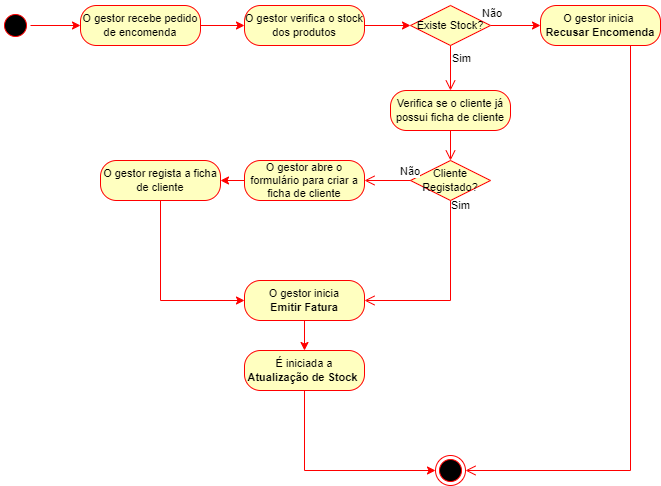 O gestor recebe pedido
de encomenda
O gestor verifica o stock
dos produtos
Existe Stock?
Não
O gestor inicia
Recusar Encomenda
Sim
Verifica se o cliente já
possui ficha de cliente
Cliente
Registado?
Não
Sim
O gestor abre o
formulário para criar a
ficha de cliente
O gestor regista a ficha
de cliente
O gestor inicia
Emitir Fatura
É iniciada a
Atualização de Stock